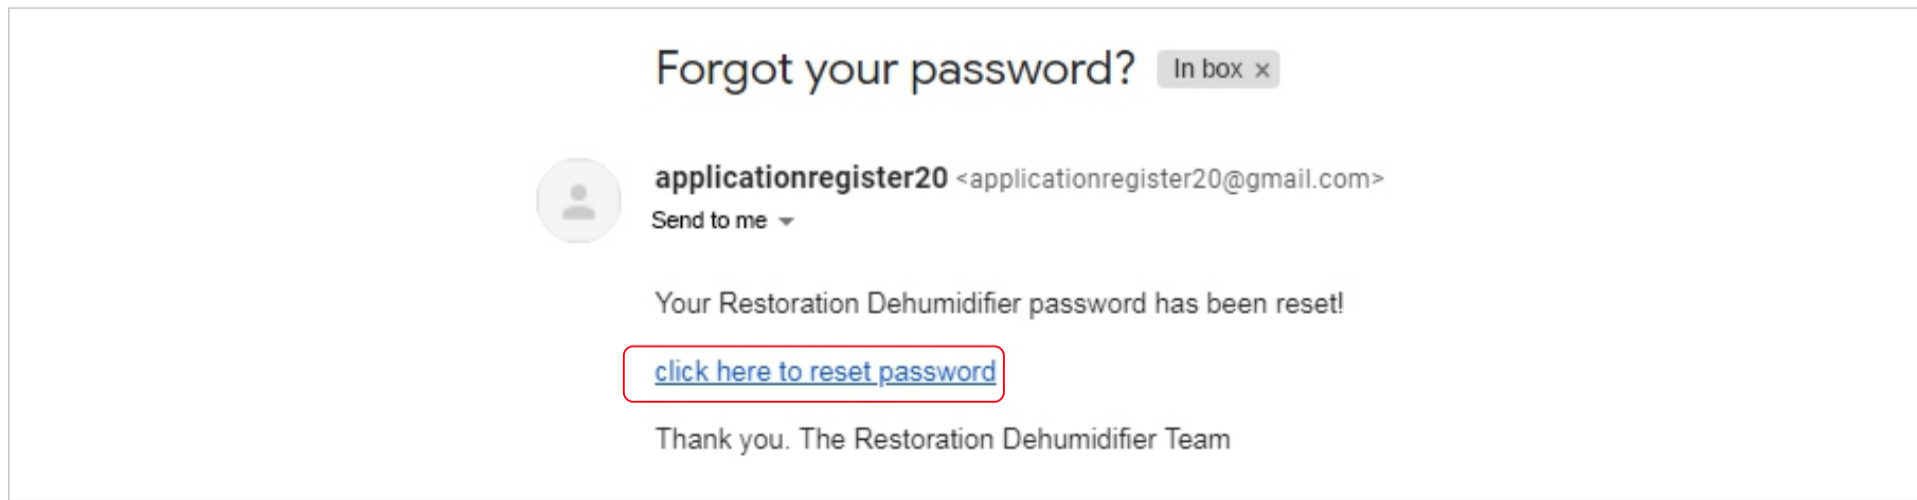 Forgot your password? In box ×
applicationregister20 <applicationregister20@gmail.com>
Send to me
Your Restoration Dehumidifier password has been reset!
click here to reset password
Thank you. The Restoration Dehumidifier Team